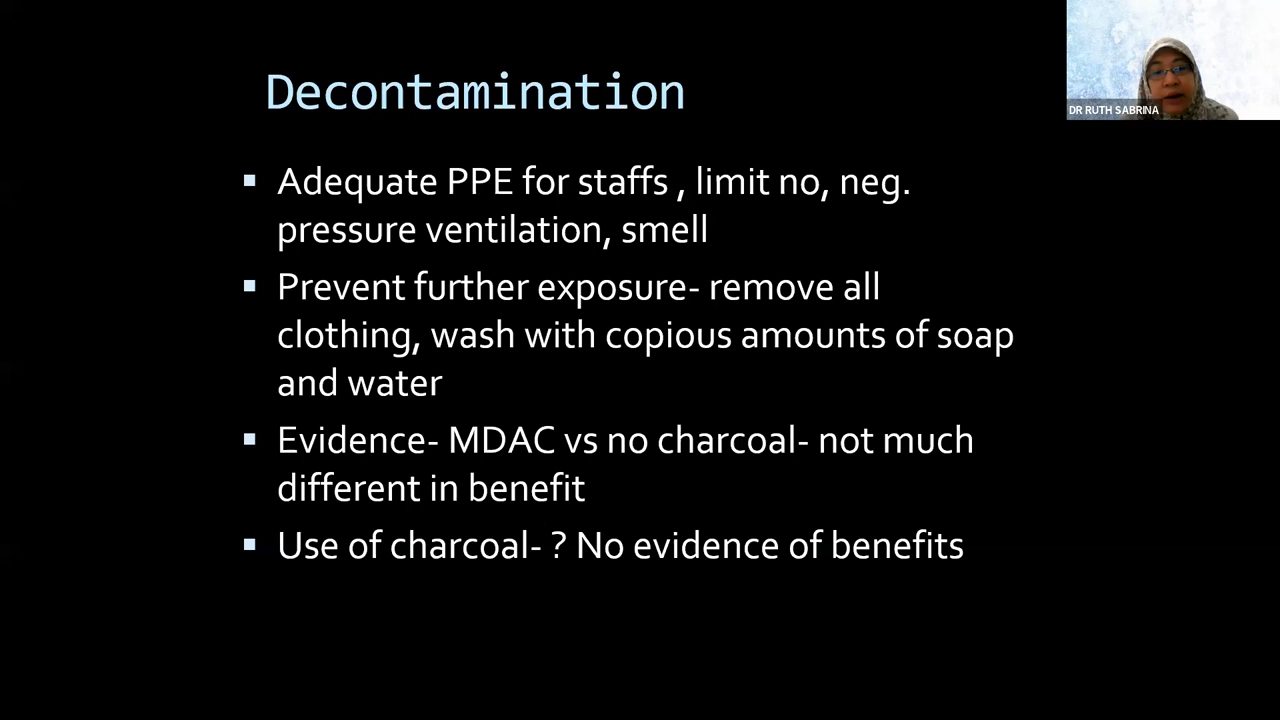 Decontamination
DR RUTH SABRINA
▪ Adequate PPE for staffs , limit no, neg.
pressure ventilation, smell
▪ Prevent further exposure- remove all
clothing, wash with copious amounts of soap
and water
▪ Evidence- MDAC vs no charcoal- not much
different in benefit
▪ Use of charcoal- ? No evidence of benefits